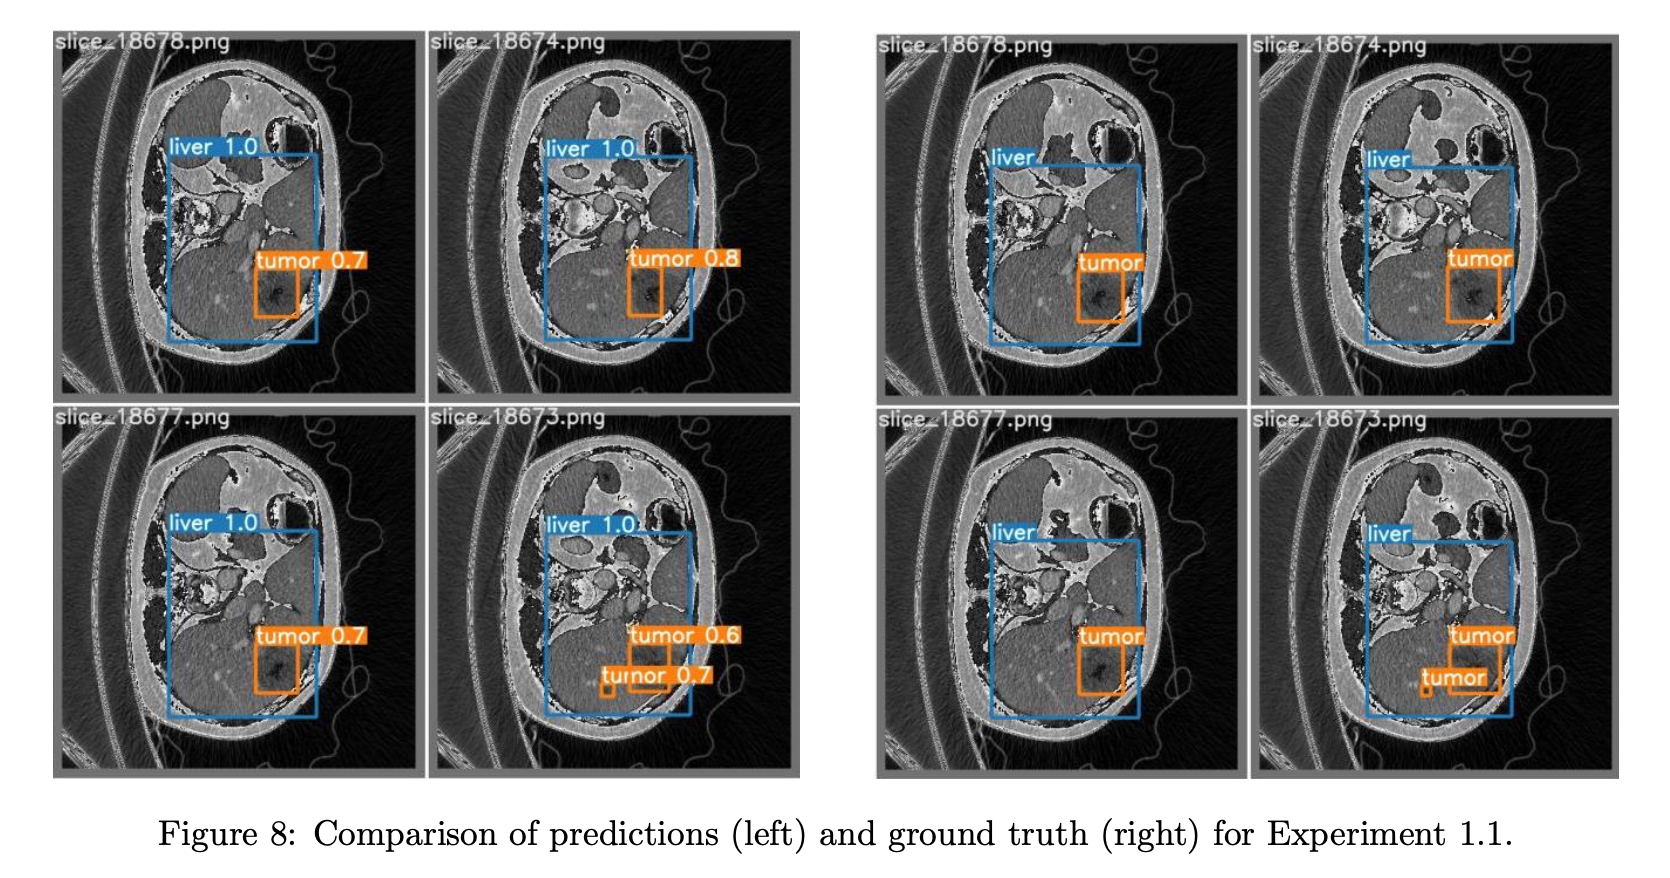 slice_18678.png
slice_18674.png
liver 1.0
liver 1.0
tumor 0.7
tumor 0.8
slice_18677.png
slice_18673.png
liver 1.0
liver 1.0
tumor 0.7
tumor 0.6
tumor 0.7
slice_18678.png
slice_18674.png
liver
liver
tumor
tumor
slice_18677.png
slice_18673.png
liver
liver
tumor
tumor
tumor
Figure 8: Comparison of predictions (left) and ground truth (right) for Experiment 1.1.